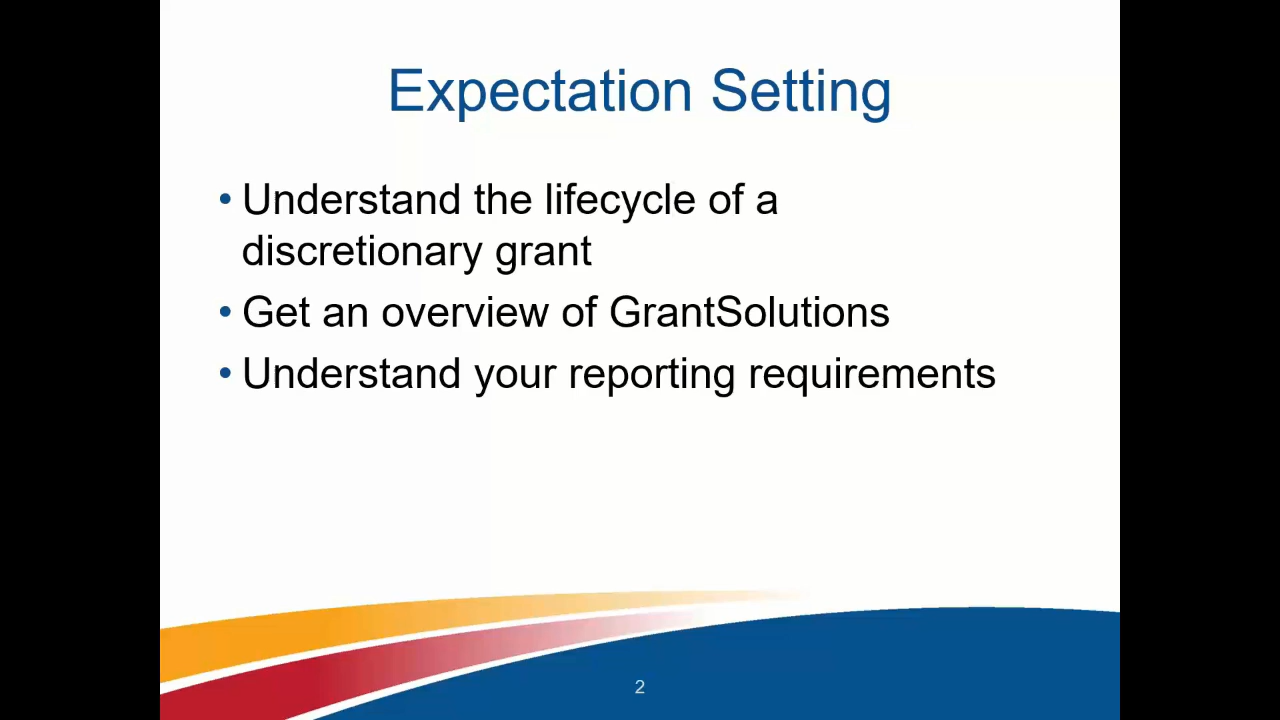 Expectation Setting
• Understand the lifecycle of a
discretionary grant
• Get an overview of GrantSolutions
• Understand your reporting requirements
2